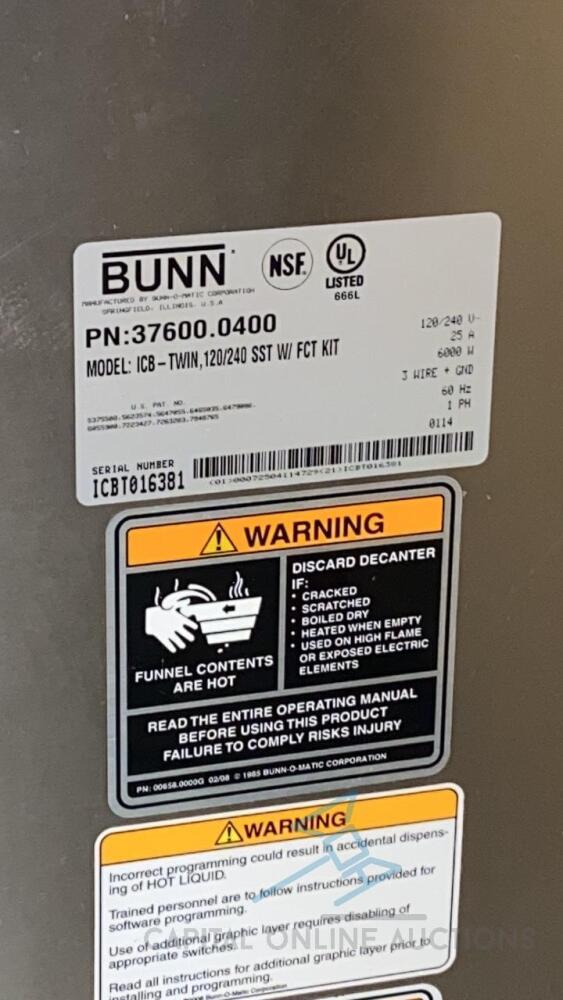 BUNN
NSF.
UL
LISTED
666L
MANUFACTURED BY BUNN-O-MATIC CORPORATION
SPRINGFIELD, ILLINOIS, U.S.A
PN:37600.0400
MODEL: ICB-TWIN,120/240 SST W/ FCT KIT
120/240 V~
25 A
6000 W
3 WIRE + GND
60 Hz
1 PH
0114
U.S. PAT. NO.
SERIAL NUMBER
ICBT016381
(01)00072504114729(21)ICBT016381
WARNING
FUNNEL CONTENTS
ARE HOT
DISCARD DECANTER
IF:
• CRACKED
• SCRATCHED
• BOILED DRY
• HEATED WHEN EMPTY
• USED ON HIGH FLAME
OR EXPOSED ELECTRIC
ELEMENTS
READ THE ENTIRE OPERATING MANUAL
BEFORE USING THIS PRODUCT
FAILURE TO COMPLY RISKS INJURY
PN: 00658.0000G 02/08 © 1985 BUNN-O-MATIC CORPORATION
WARNING
Incorrect programming could result in accidental dispens-
ing of HOT LIQUID.
Trained personnel are to follow instructions provided for
software programming.
Use of additional graphic layer requires disabling of
appropriate switches.
Read all instructions for additional graphic layer prior to
installing and programming.
CAPITAL ONLINE AUCTIONS